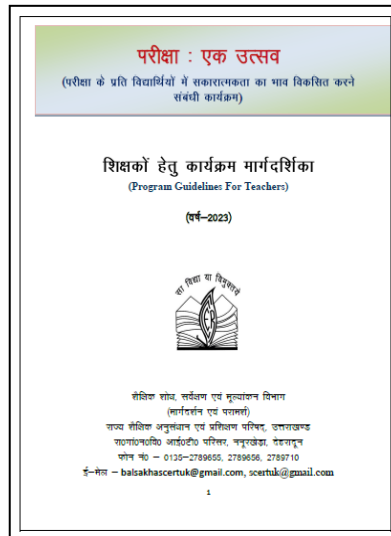 परीक्षा : एक उत्सव
(परीक्षा के प्रति विद्यार्थियों में सकारात्मकता का भाव विकसित करने
संबंधी कार्यक्रम)
शिक्षकों हेतु कार्यक्रम मार्गदर्शिका
(Program Guidelines For Teachers)
(वर्ष–2023)
सा विद्या या विमुक्तये
शैक्षिक शोध, सर्वेक्षण एवं मूल्यांकन विभाग
(मार्गदर्शन एवं परामर्श)
राज्य शैक्षिक अनुसंधान एवं प्रशिक्षण परिषद्, उत्तराखण्ड
रा0गां0न0वि0 आई0टी0 परिसर, ननूरखेड़ा, देहरादून
फोन नं0 – 0135–2789655, 2789656, 2789710
ई–मेल – balsakhascertuk@gmail.com, scertuk@gmail.com
1